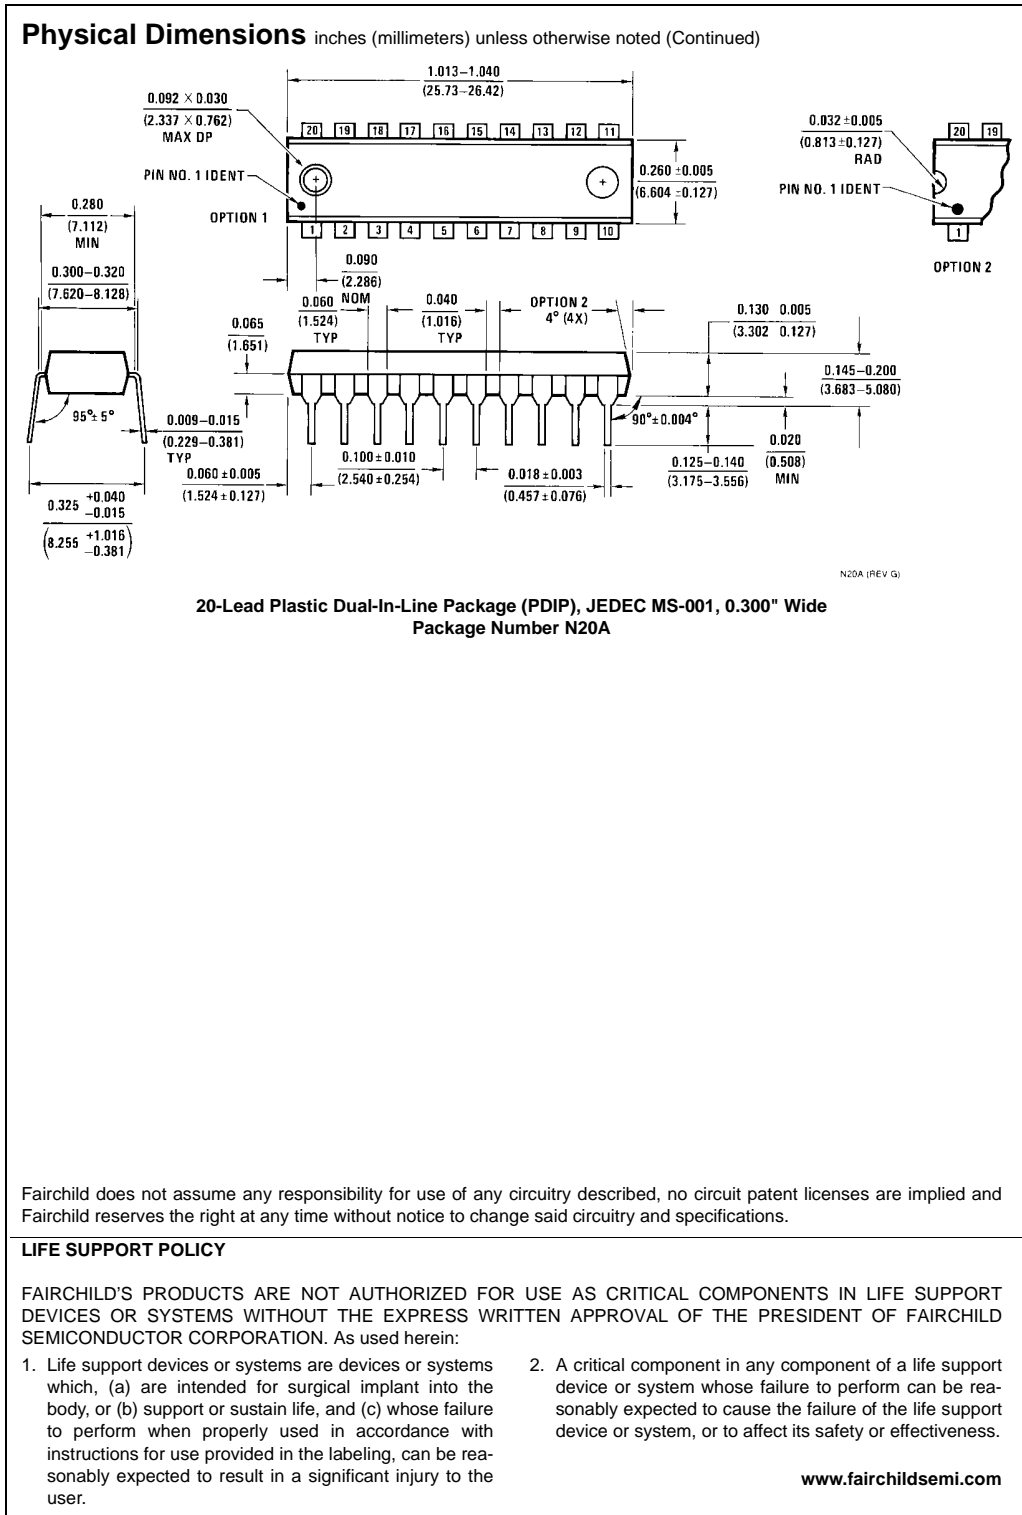 Physical Dimensions inches (millimeters) unless otherwise noted (Continued)
1.013–1.040
(25.73–26.42)
0.092 × 0.030
(2.337 × 0.762)
MAX DP
20 19 18 17 16 15 14 13 12 11
0.032 ±0.005
(0.813 ±0.127)
RAD
20 19
PIN NO. 1 IDENT
0.260 ±0.005
(6.604 ±0.127)
PIN NO. 1 IDENT
OPTION 1
1 2 3 4 5 6 7 8 9 10
1
OPTION 2
0.280
(7.112)
MIN
0.300–0.320
(7.620–8.128)
0.090
(2.286)
NOM
0.060
(1.524)
TYP
0.040
(1.016)
TYP
OPTION 2
4° (4X)
0.130 0.005
(3.302 0.127)
0.065
(1.651)
0.145–0.200
(3.683–5.080)
95°± 5°
0.009–0.015
(0.229–0.381)
TYP
90°±0.004°
0.020
(0.508)
MIN
0.100 ±0.010
(2.540 ±0.254)
0.125–0.140
(3.175–3.556)
0.060 ±0.005
(1.524 ±0.127)
0.018 ±0.003
(0.457 ±0.076)
0.325 +0.040
–0.015
(8.255 +1.016
–0.381)
N20A (REV G)
20-Lead Plastic Dual-In-Line Package (PDIP), JEDEC MS-001, 0.300" Wide
Package Number N20A
Fairchild does not assume any responsibility for use of any circuitry described, no circuit patent licenses are implied and
Fairchild reserves the right at any time without notice to change said circuitry and specifications.
LIFE SUPPORT POLICY
FAIRCHILD'S PRODUCTS ARE NOT AUTHORIZED FOR USE AS CRITICAL COMPONENTS IN LIFE SUPPORT
DEVICES OR SYSTEMS WITHOUT THE EXPRESS WRITTEN APPROVAL OF THE PRESIDENT OF FAIRCHILD
SEMICONDUCTOR CORPORATION. As used herein:
1. Life support devices or systems are devices or systems
which, (a) are intended for surgical implant into the
body, or (b) support or sustain life, and (c) whose failure
to perform when properly used in accordance with
instructions for use provided in the labeling, can be rea-
sonably expected to result in a significant injury to the
user.
2. A critical component in any component of a life support
device or system whose failure to perform can be rea-
sonably expected to cause the failure of the life support
device or system, or to affect its safety or effectiveness.
www.fairchildsemi.com